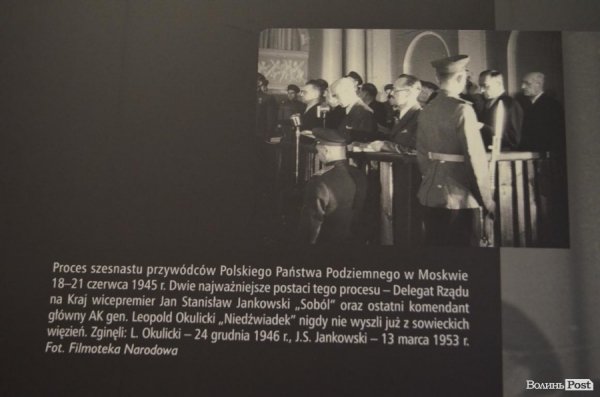 Proces szesnastu przywódców Polskiego Państwa Podziemnego w Moskwie
18–21 czerwca 1945 r. Dwie najważniejsze postaci tego procesu – Delegat Rządu
na Kraj wicepremier Jan Stanisław Jankowski „Soból” oraz ostatni komendant
główny AK gen. Leopold Okulicki „Niedźwiadek” nigdy nie wyszli już z sowieckich
więzień. Zginęli: L. Okulicki – 24 grudnia 1946 r., J.S. Jankowski – 13 marca 1953 r.
Fot. Filmoteka Narodowa
ВолиньPost